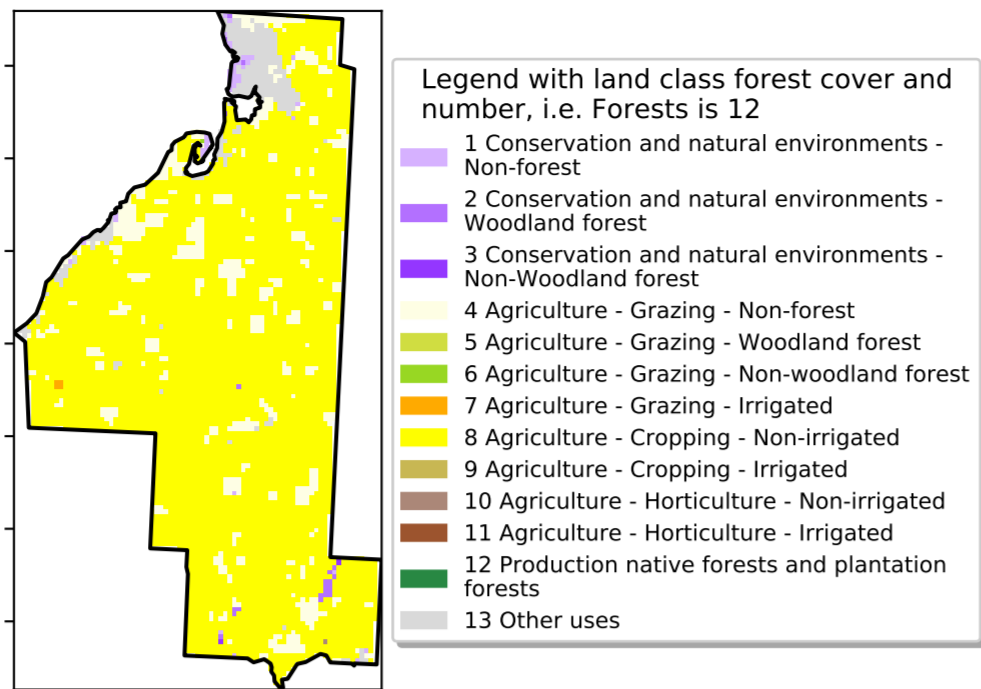 Legend with land class forest cover and
number, i.e. Forests is 12
1 Conservation and natural environments -
Non-forest
2 Conservation and natural environments -
Woodland forest
3 Conservation and natural environments -
Non-Woodland forest
4 Agriculture - Grazing - Non-forest
5 Agriculture - Grazing - Woodland forest
6 Agriculture - Grazing - Non-woodland forest
7 Agriculture - Grazing - Irrigated
8 Agriculture - Cropping - Non-irrigated
9 Agriculture - Cropping - Irrigated
10 Agriculture - Horticulture - Non-irrigated
11 Agriculture - Horticulture - Irrigated
12 Production native forests and plantation
forests
13 Other uses